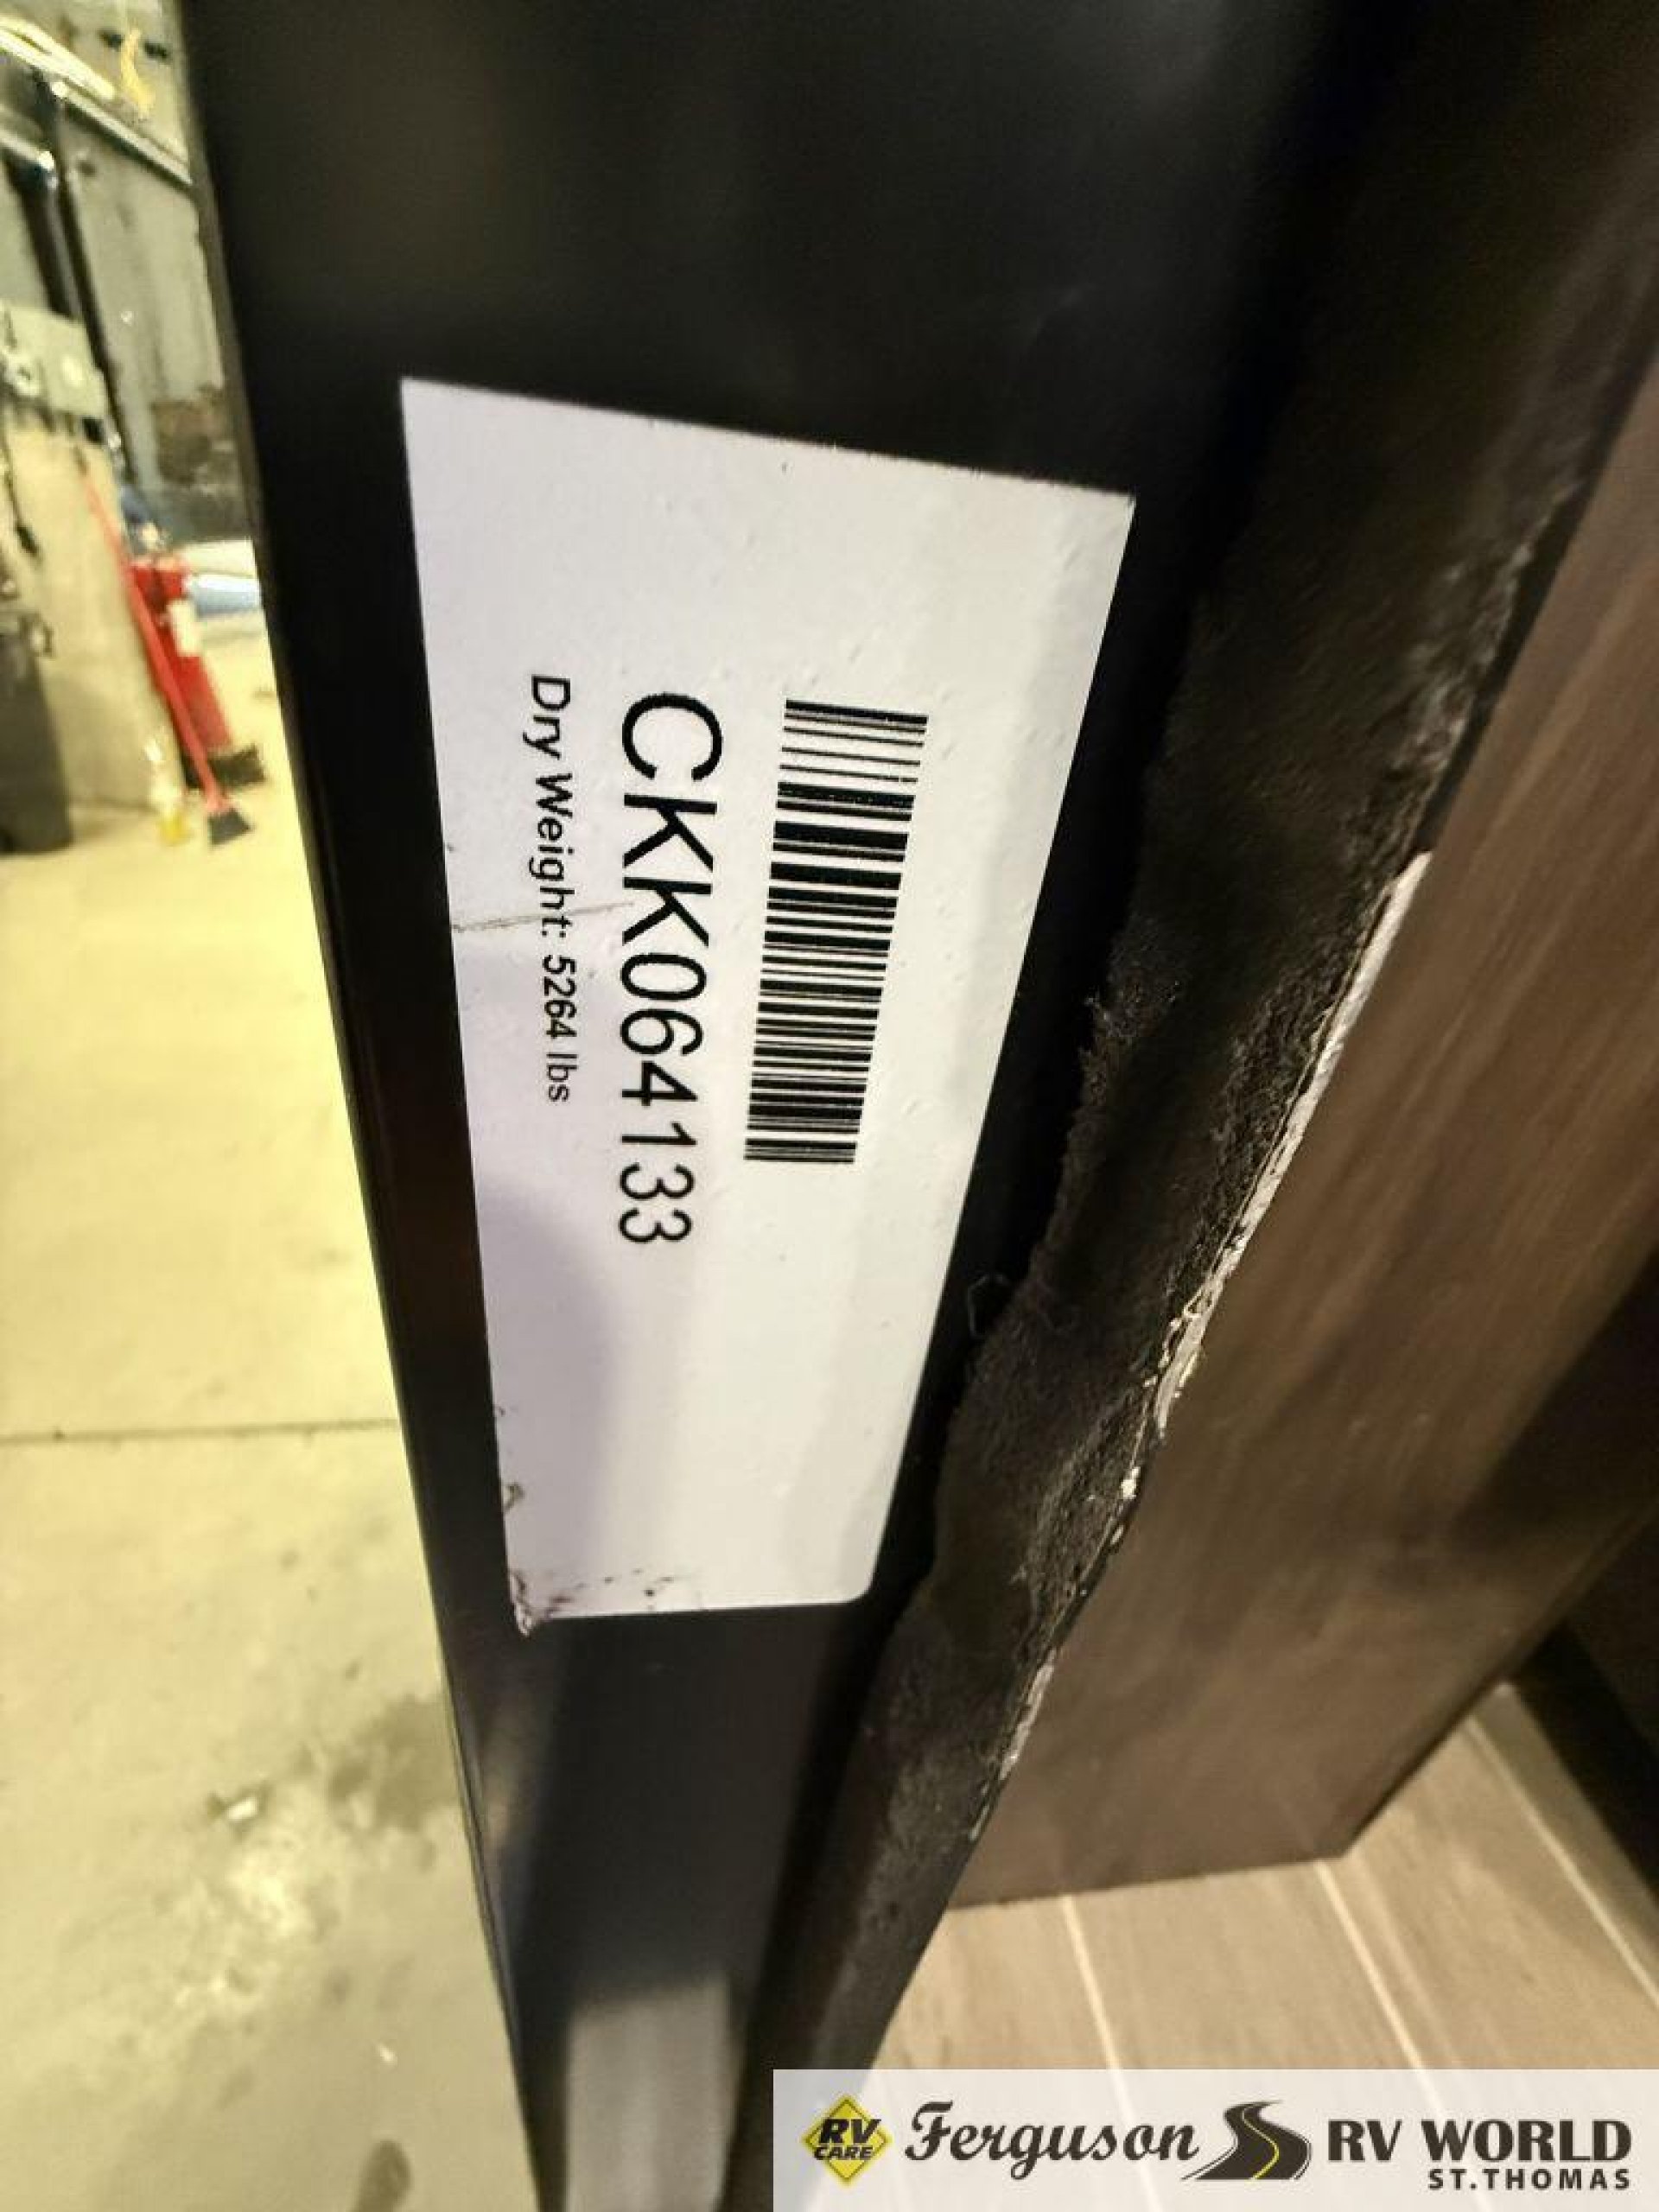 CKK064133
Dry Weight: 5264 lbs
RV CARE
Ferguson RV WORLD
ST.THOMAS